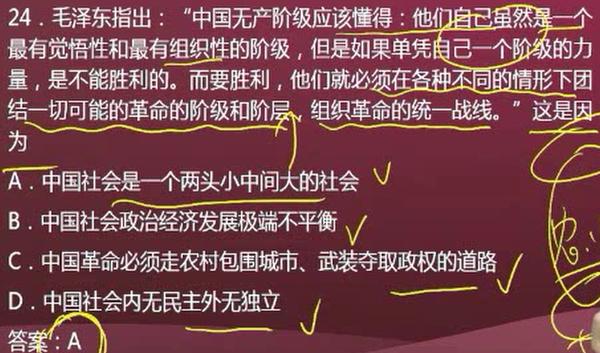 24．毛泽东指出：“中国无产阶级应该懂得：他们自己虽然是一个
最有觉悟性和最有组织性的阶级，但是如果单凭自己一个阶级的力
量，是不能胜利的。而要胜利，他们就必须在各种不同的情形下团
结一切可能的革命的阶级和阶层，组织革命的统一战线。”这是因
为
A．中国社会是一个两头小中间大的社会
B．中国社会政治经济发展极端不平衡
C．中国革命必须走农村包围城市、武装夺取政权的道路
D．中国社会内无民主外无独立
答案：A